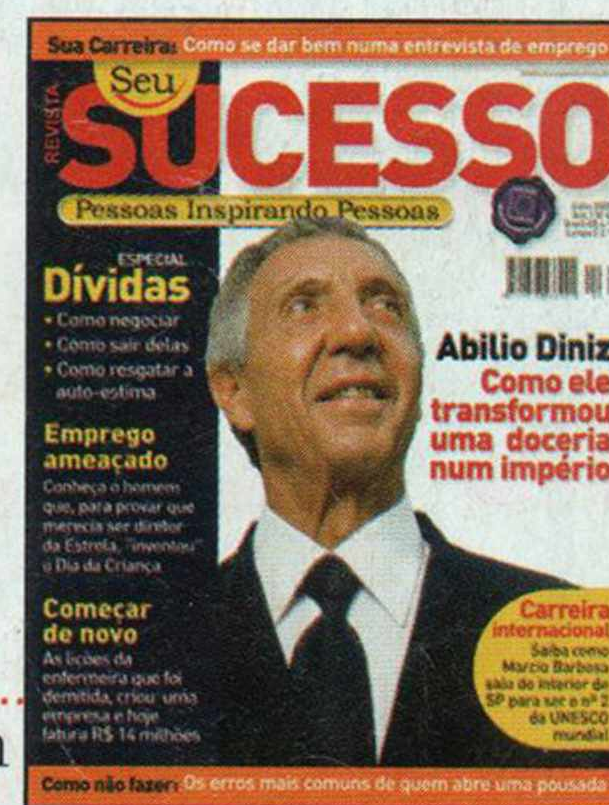 Sua Carreira: Como se dar bem numa entrevista de emprego
REVISTA
Seu
SUCESSO
Pessoas Inspirando Pessoas
ESPECIAL
Dívidas
• Como negociar
• Como sair delas
• Como resgatar a
auto-estima
Emprego
ameaçado
Conheça o homem
que, para provar que
merecia ser diretor
da Estrela, "inventou"
o Dia da Criança
Começar
de novo
As lições da
enfermeira que foi
demitida, criou uma
empresa e hoje
fatura R$ 14 milhões
Abilio Diniz
Como ele
transformou
uma doceria
num império
Carreira
internacional
Saiba como
Marcio Barbosa
saiu do interior de
SP para ser o nº 2
da UNESCO
mundial
Como não fazer: Os erros mais comuns de quem abre uma pousada